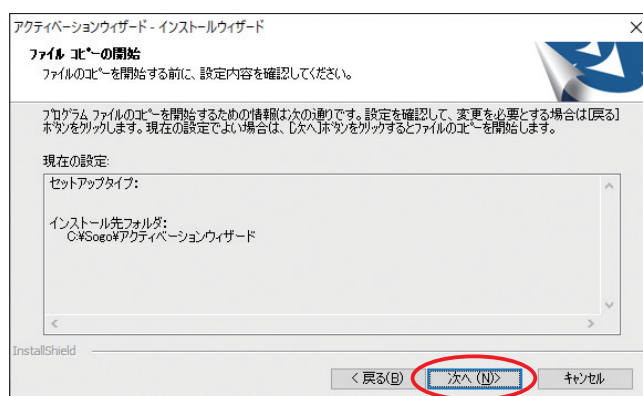 アクティベーションウィザード - インストールウィザード
ファイル コピーの開始
ファイルのコピーを開始する前に、設定内容を確認してください。
プログラム ファイルのコピーを開始するための情報は次の通りです。設定を確認して、変更を必要とする場合は[戻る]
ボタンをクリックします。現在の設定でよい場合は、[次へ]ボタンをクリックするとファイルのコピーを開始します。
現在の設定:
セットアップタイプ:
インストール先フォルダ:
C:¥Sogo¥アクティベーションウィザード
InstallShield
< 戻る(B)
次へ (N)>
キャンセル